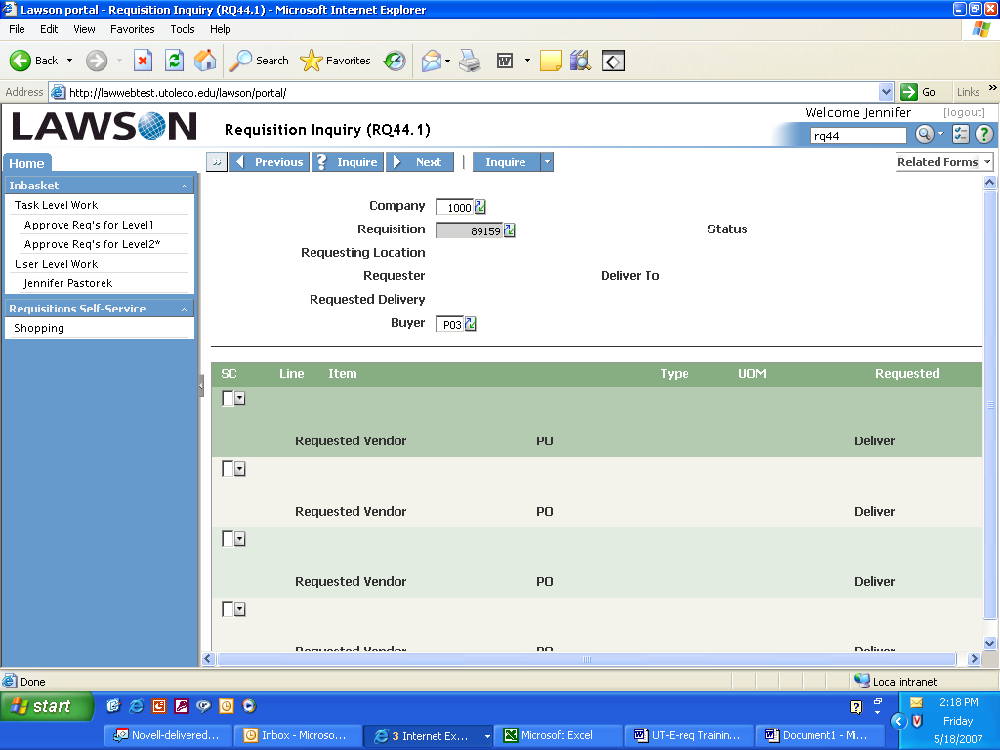 Lawson portal - Requisition Inquiry (RQ44.1) - Microsoft Internet Explorer
File Edit View Favorites Tools Help
Back Search Favorites
Address http://lawwebtest.utoledo.edu/lawson/portal/ Go Links »
LAWSON Requisition Inquiry (RQ44.1) Welcome Jennifer [logout]
rq44
Home » Previous ? Inquire Next | Inquire Related Forms
Inbasket
Task Level Work
Approve Req's for Level1
Approve Req's for Level2*
User Level Work
Jennifer Pastorek
Requisitions Self-Service
Shopping
Company 1000
Requisition 89159 Status
Requesting Location
Requester Deliver To
Requested Delivery
Buyer P03
SC Line Item Type UOM Requested
Requested Vendor PO Deliver
Requested Vendor PO Deliver
Requested Vendor PO Deliver
Requested Vendor PO Deliver
Done Local intranet
start 2:18 PM
Friday
5/18/2007
Novell-delivered... Inbox - Microso... 3 Internet Ex... Microsoft Excel UT-E-req Trainin... Document1 - Mi...